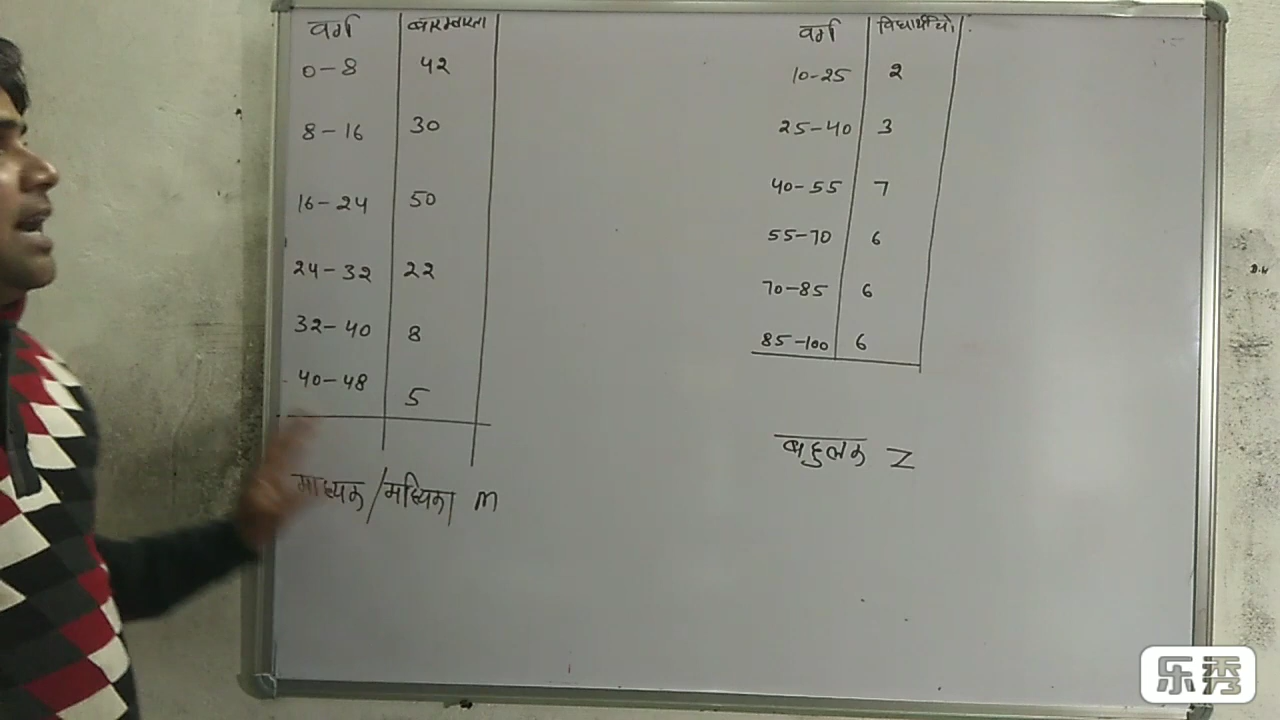 वर्ग बारम्बारता
0-8 42
8-16 30
16-24 50
24-32 22
32-40 8
40-48 5
माध्यक/मध्यिका m
वर्ग विद्यार्थियो
10-25 2
25-40 3
40-55 7
55-70 6
70-85 6
85-100 6
बहुलक Z
乐秀